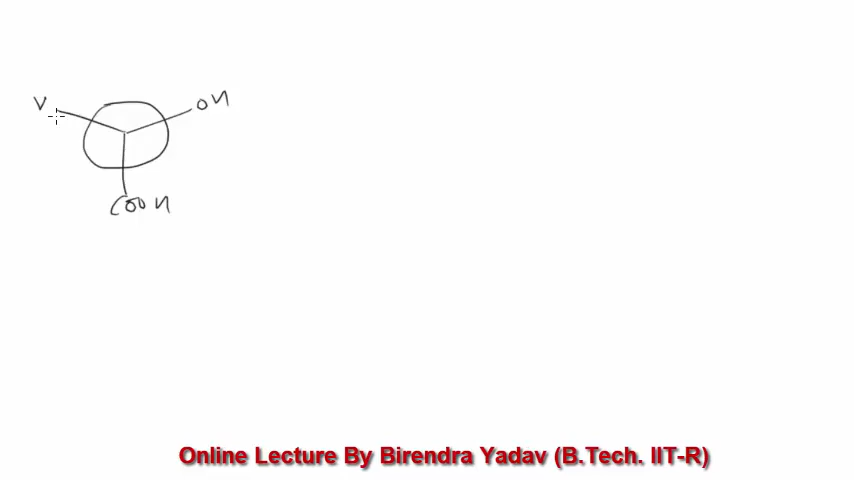 OH
COOH
Online Lecture By Birendra Yadav (B.Tech. IIT-R)